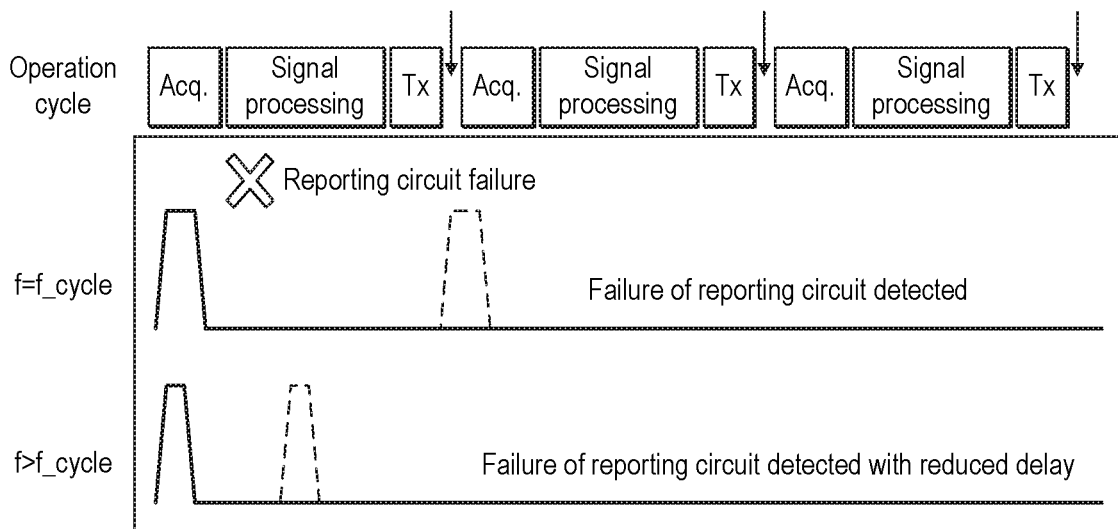 Operation
cycle
Acq.
Signal
processing
Tx
Acq.
Signal
processing
Tx
Acq.
Signal
processing
Tx
Reporting circuit failure
f=f_cycle
Failure of reporting circuit detected
f>f_cycle
Failure of reporting circuit detected with reduced delay